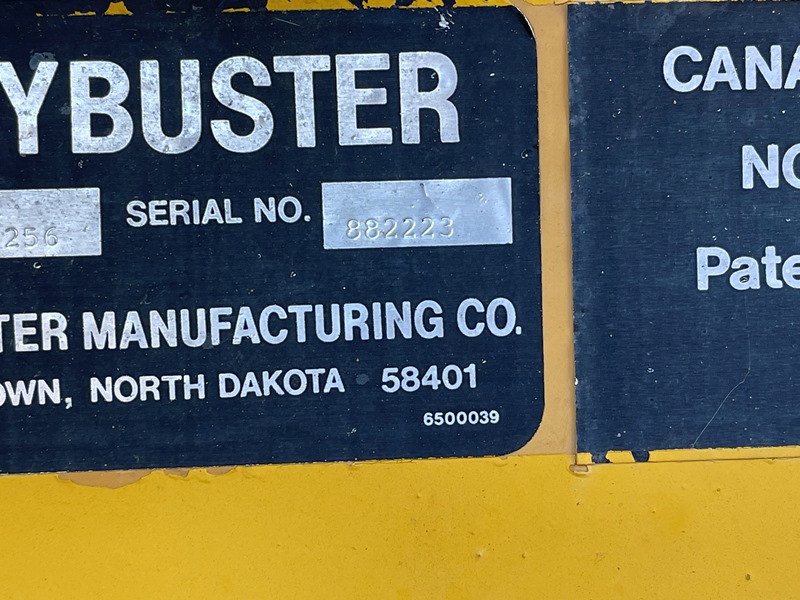 YBUSTER
256 SERIAL NO. 882223
TER MANUFACTURING CO.
OWN, NORTH DAKOTA 58401
6500039
CANA
NO
Pate